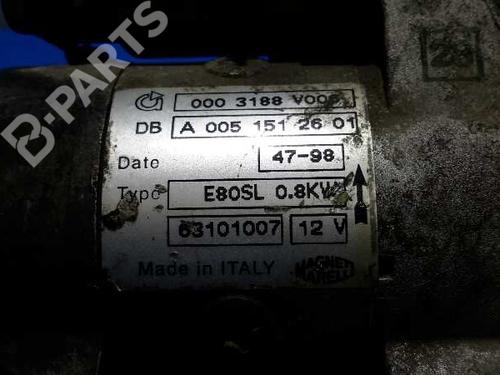 B-PARTS
000 3188 V005
DB A 005 151 26 01
Date 47-98
Type E80SL 0.8KW
63101007 12 V
Made in ITALY MAGNETI MARELLI